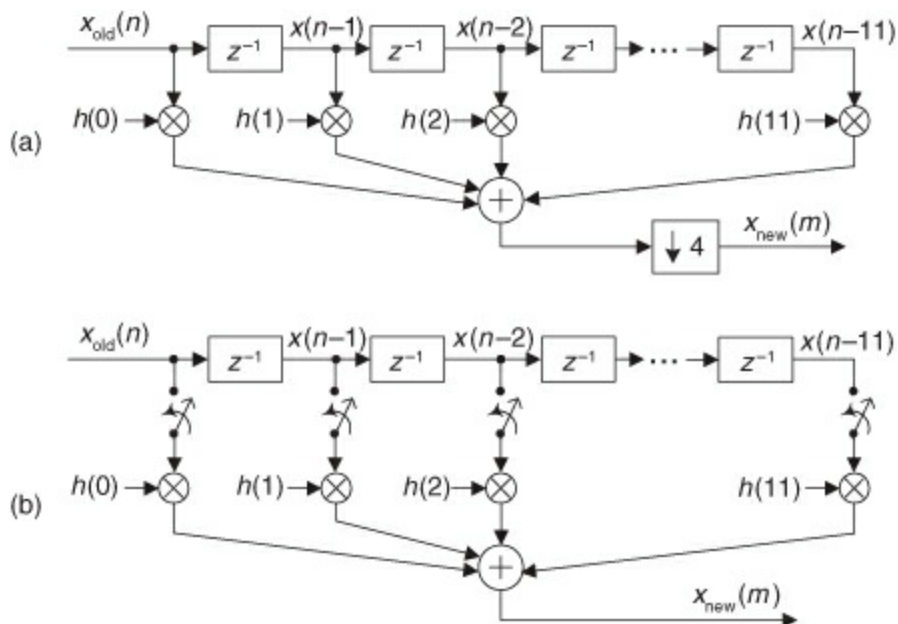 x_old(n) x(n–1) x(n–2) x(n–11)
z⁻¹ z⁻¹ z⁻¹ ... z⁻¹
h(0) h(1) h(2) h(11)
(a)
+
↓ 4 x_new(m)
x_old(n) x(n–1) x(n–2) x(n–11)
z⁻¹ z⁻¹ z⁻¹ ... z⁻¹
h(0) h(1) h(2) h(11)
(b)
+
x_new(m)